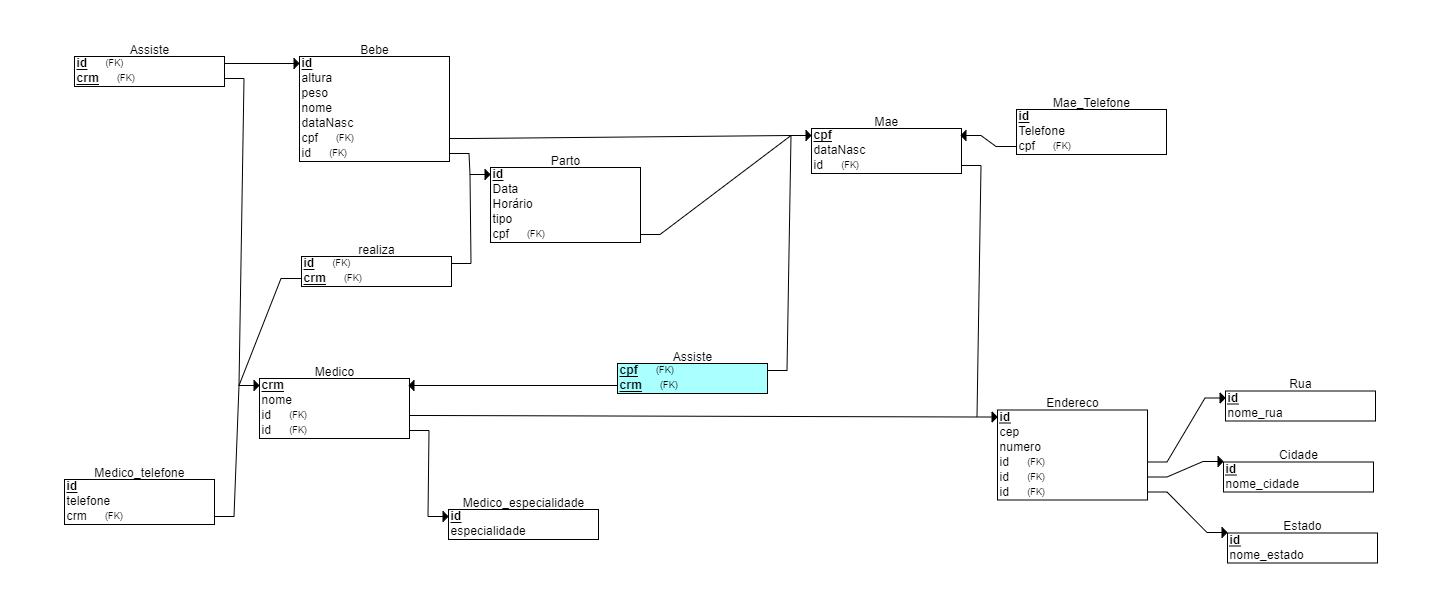 Assiste
id (FK)
crm (FK)
Bebe
id
altura
peso
nome
dataNasc
cpf (FK)
id (FK)
Parto
id
Data
Horário
tipo
cpf (FK)
Mae
cpf
dataNasc
id (FK)
Mae_Telefone
id
Telefone
cpf (FK)
realiza
id (FK)
crm (FK)
Medico
crm
nome
id (FK)
id (FK)
Assiste
cpf (FK)
crm (FK)
Medico_telefone
id
telefone
crm (FK)
Medico_especialidade
id
especialidade
Endereco
id
cep
numero
id (FK)
id (FK)
id (FK)
Rua
id
nome_rua
Cidade
id
nome_cidade
Estado
id
nome_estado